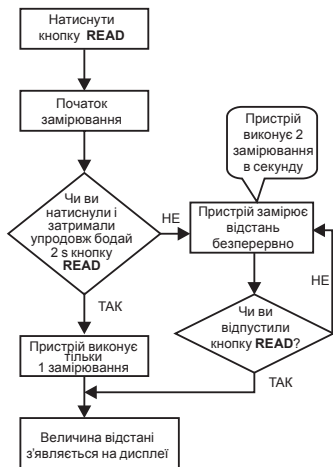 Натиснути
кнопку READ
Початок
замірювання
Пристрій
виконує 2
замірювання
в секунду
Чи ви
натиснули і
затримали
упродовж бодай
2 s кнопку
READ
НЕ
Пристрій замірює
відстань
безперервно
НЕ
ТАК
Чи ви
відпустили
кнопку READ?
Пристрій виконує
тільки
1 замірювання
ТАК
Величина відстані
з'являється на дисплеї